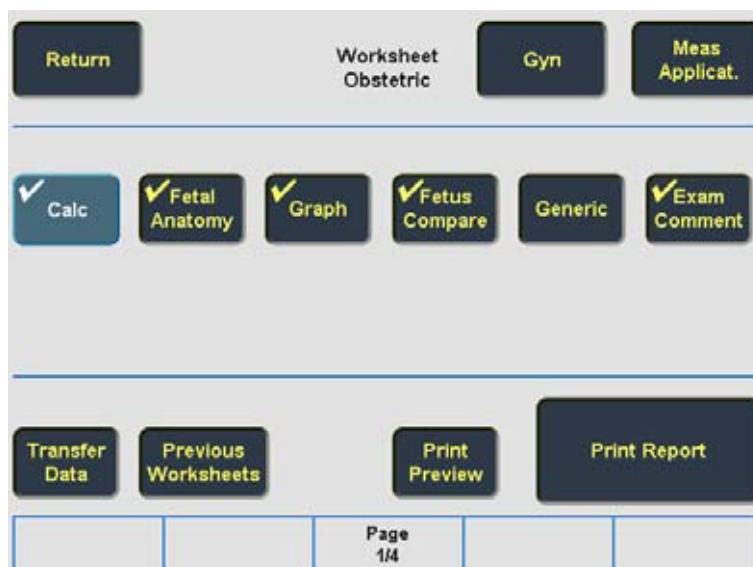 Return
Worksheet
Obstetric
Gyn
Meas
Applicat.
Calc
Fetal
Anatomy
Graph
Fetus
Compare
Generic
Exam
Comment
Transfer
Data
Previous
Worksheets
Print
Preview
Print Report
Page
1/4